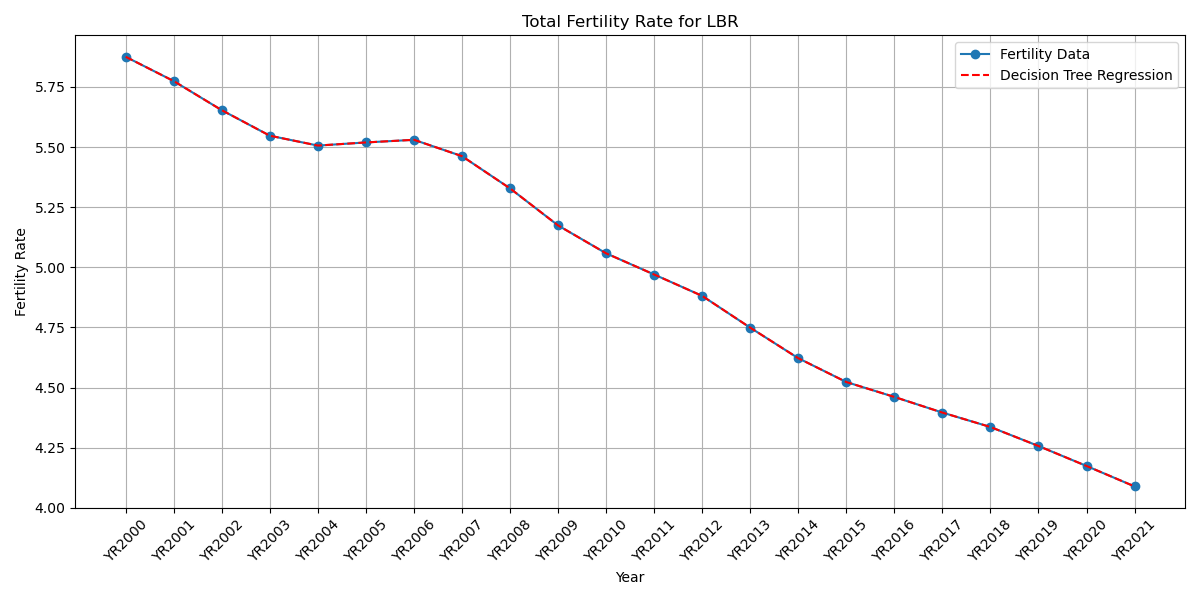 Total Fertility Rate for LBR
Fertility Data
Decision Tree Regression
Fertility Rate
5.75
5.50
5.25
5.00
4.75
4.50
4.25
4.00
YR2000
YR2001
YR2002
YR2003
YR2004
YR2005
YR2006
YR2007
YR2008
YR2009
YR2010
YR2011
YR2012
YR2013
YR2014
YR2015
YR2016
YR2017
YR2018
YR2019
YR2020
YR2021
Year